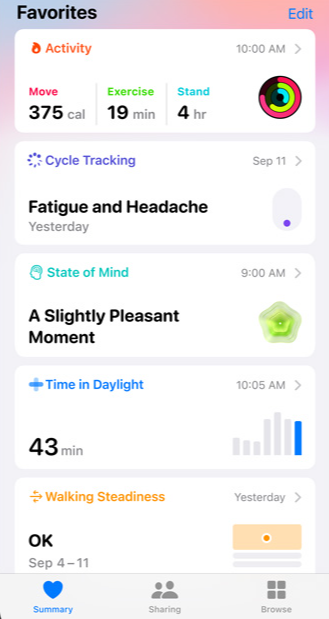 Favorites Edit
Activity 10:00 AM
Move Exercise Stand
375 cal 19 min 4 hr
Cycle Tracking Sep 11
Fatigue and Headache
Yesterday
State of Mind 9:00 AM
A Slightly Pleasant
Moment
Time in Daylight 10:05 AM
43 min
Walking Steadiness Yesterday
OK
Sep 4–11
Summary Sharing Browse